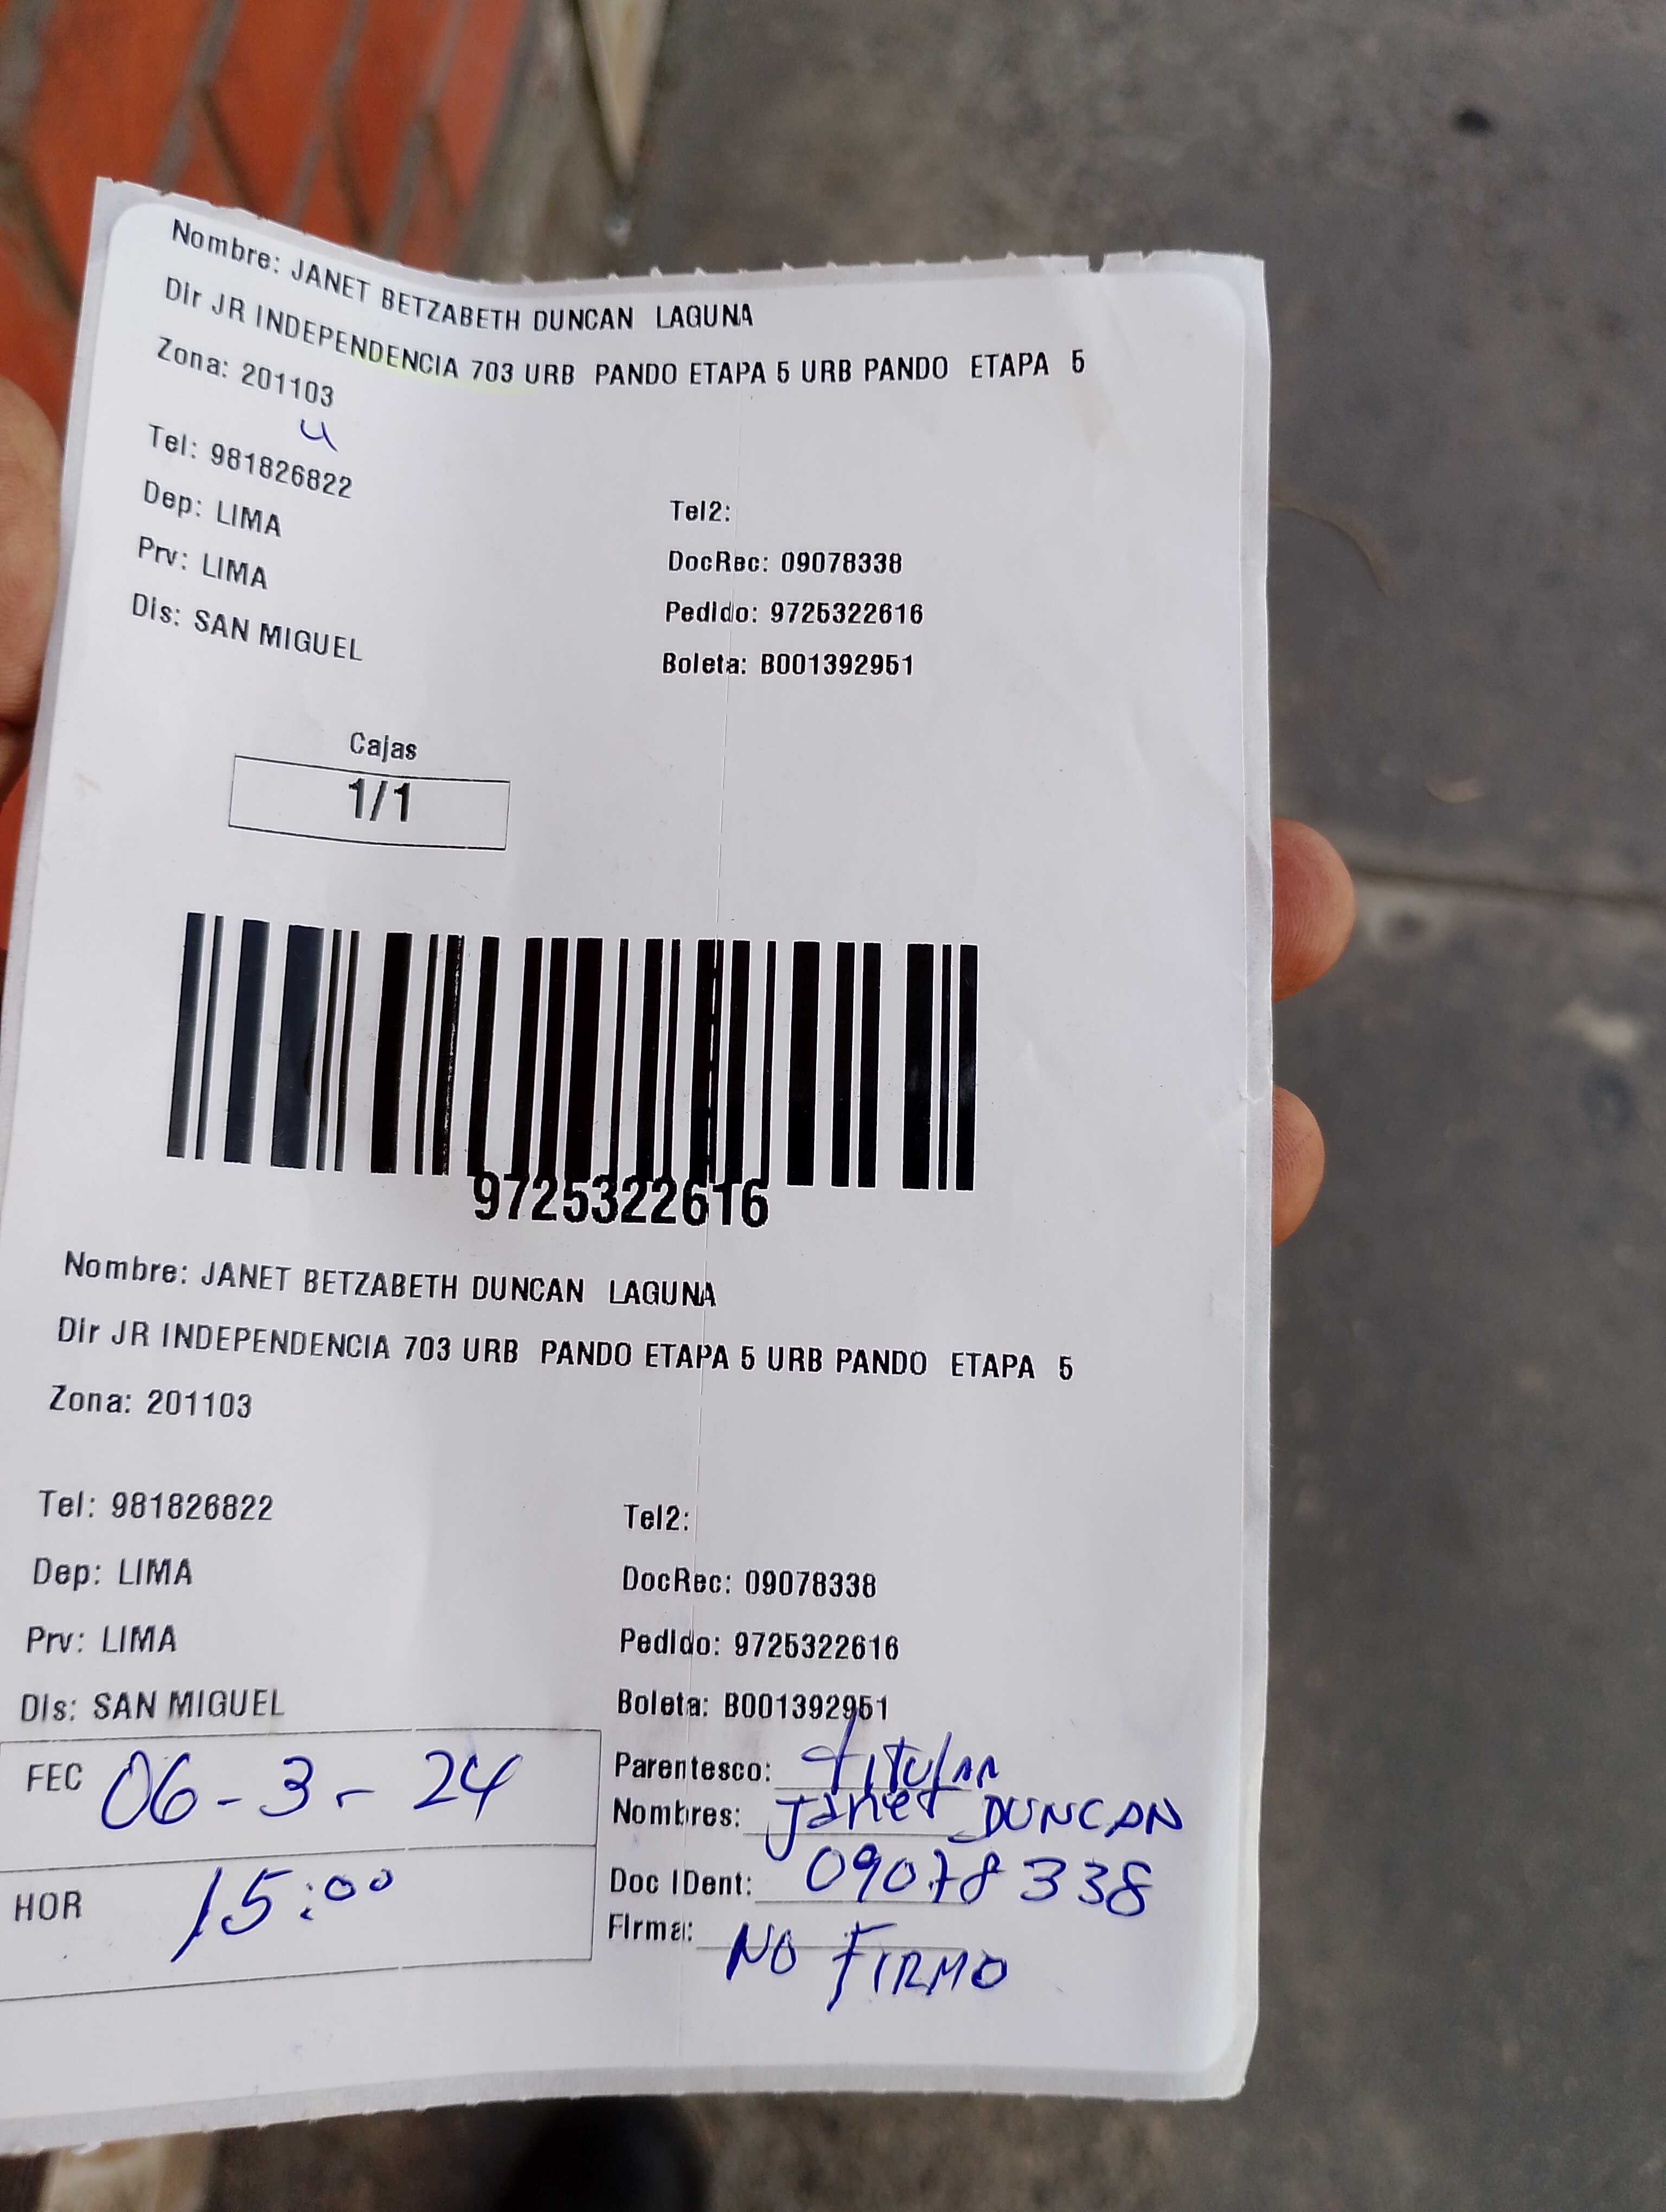 Nombre: JANET BETZABETH DUNCAN LAGUNA
Dir JR INDEPENDENCIA 703 URB PANDO ETAPA 5 URB PANDO ETAPA 5
Zona: 201103
Tel: 981826822
Tel2:
Dep: LIMA
DocRec: 09078338
Prv: LIMA
Pedido: 9725322616
Dis: SAN MIGUEL
Boleta: B001392951
Cajas
1/1
9725322616
Nombre: JANET BETZABETH DUNCAN LAGUNA
Dir JR INDEPENDENCIA 703 URB PANDO ETAPA 5 URB PANDO ETAPA 5
Zona: 201103
Tel: 981826822
Tel2:
Dep: LIMA
DocRec: 09078338
Prv: LIMA
Pedido: 9725322616
Dis: SAN MIGUEL
Boleta: B001392951
FEC 06-3-24
Parentesco: TITULAR
Nombres: Janet DUNCAN
HOR 15:00
Doc IDent: 09078338
Firma: NO FIRMO